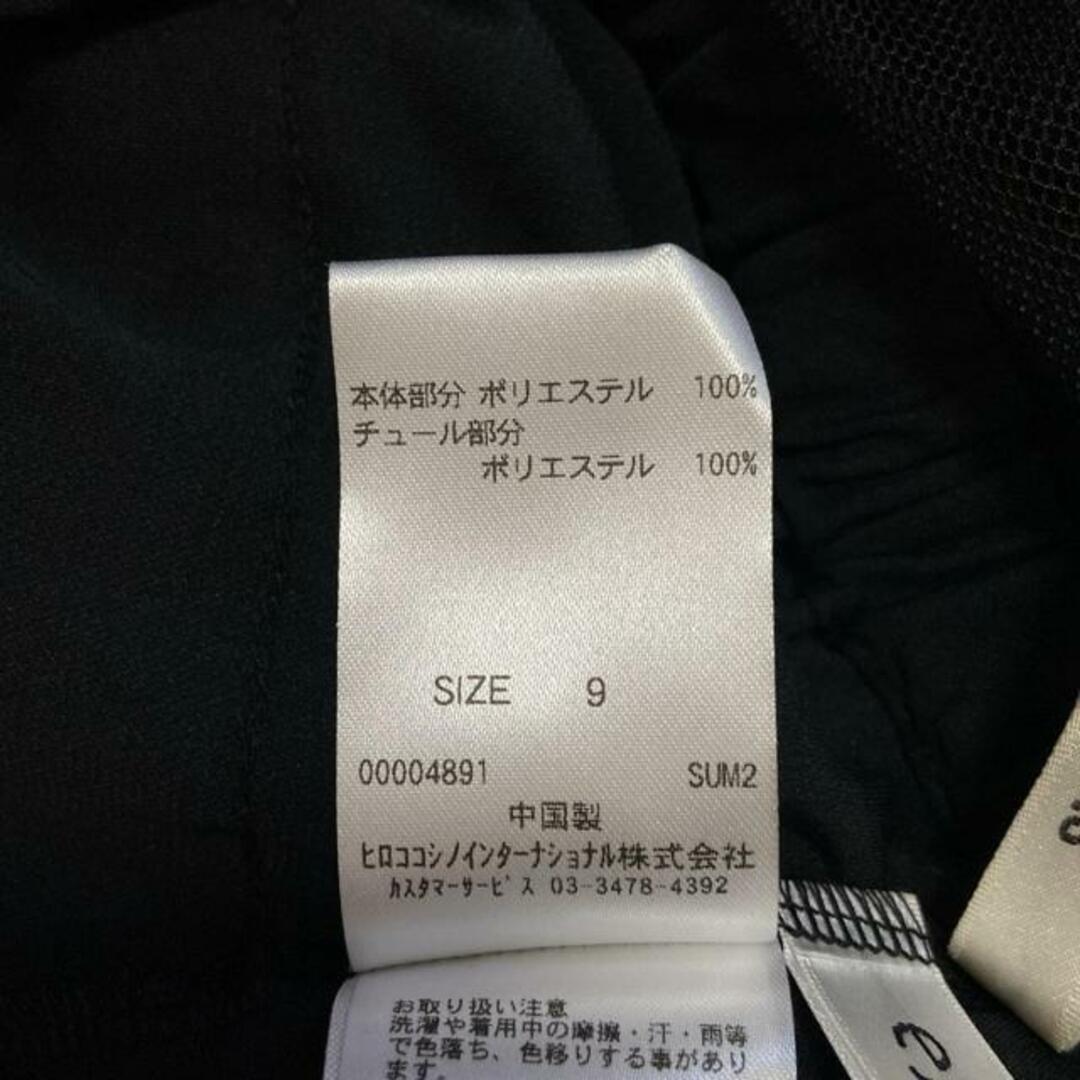 本体部分 ポリエステル 100%
チュール部分
ポリエステル 100%
SIZE 9
00004891 SUM2
中国製
ﾋﾛｺｺｼﾉｲﾝﾀｰﾅｼｮﾅﾙ株式会社
ｶｽﾀﾏｰｻｰﾋﾞｽ 03-3478-4392
お取り扱い注意
洗濯や着用中の摩擦・汗・雨等
で色落ち、色移りする事があり
ます。
e